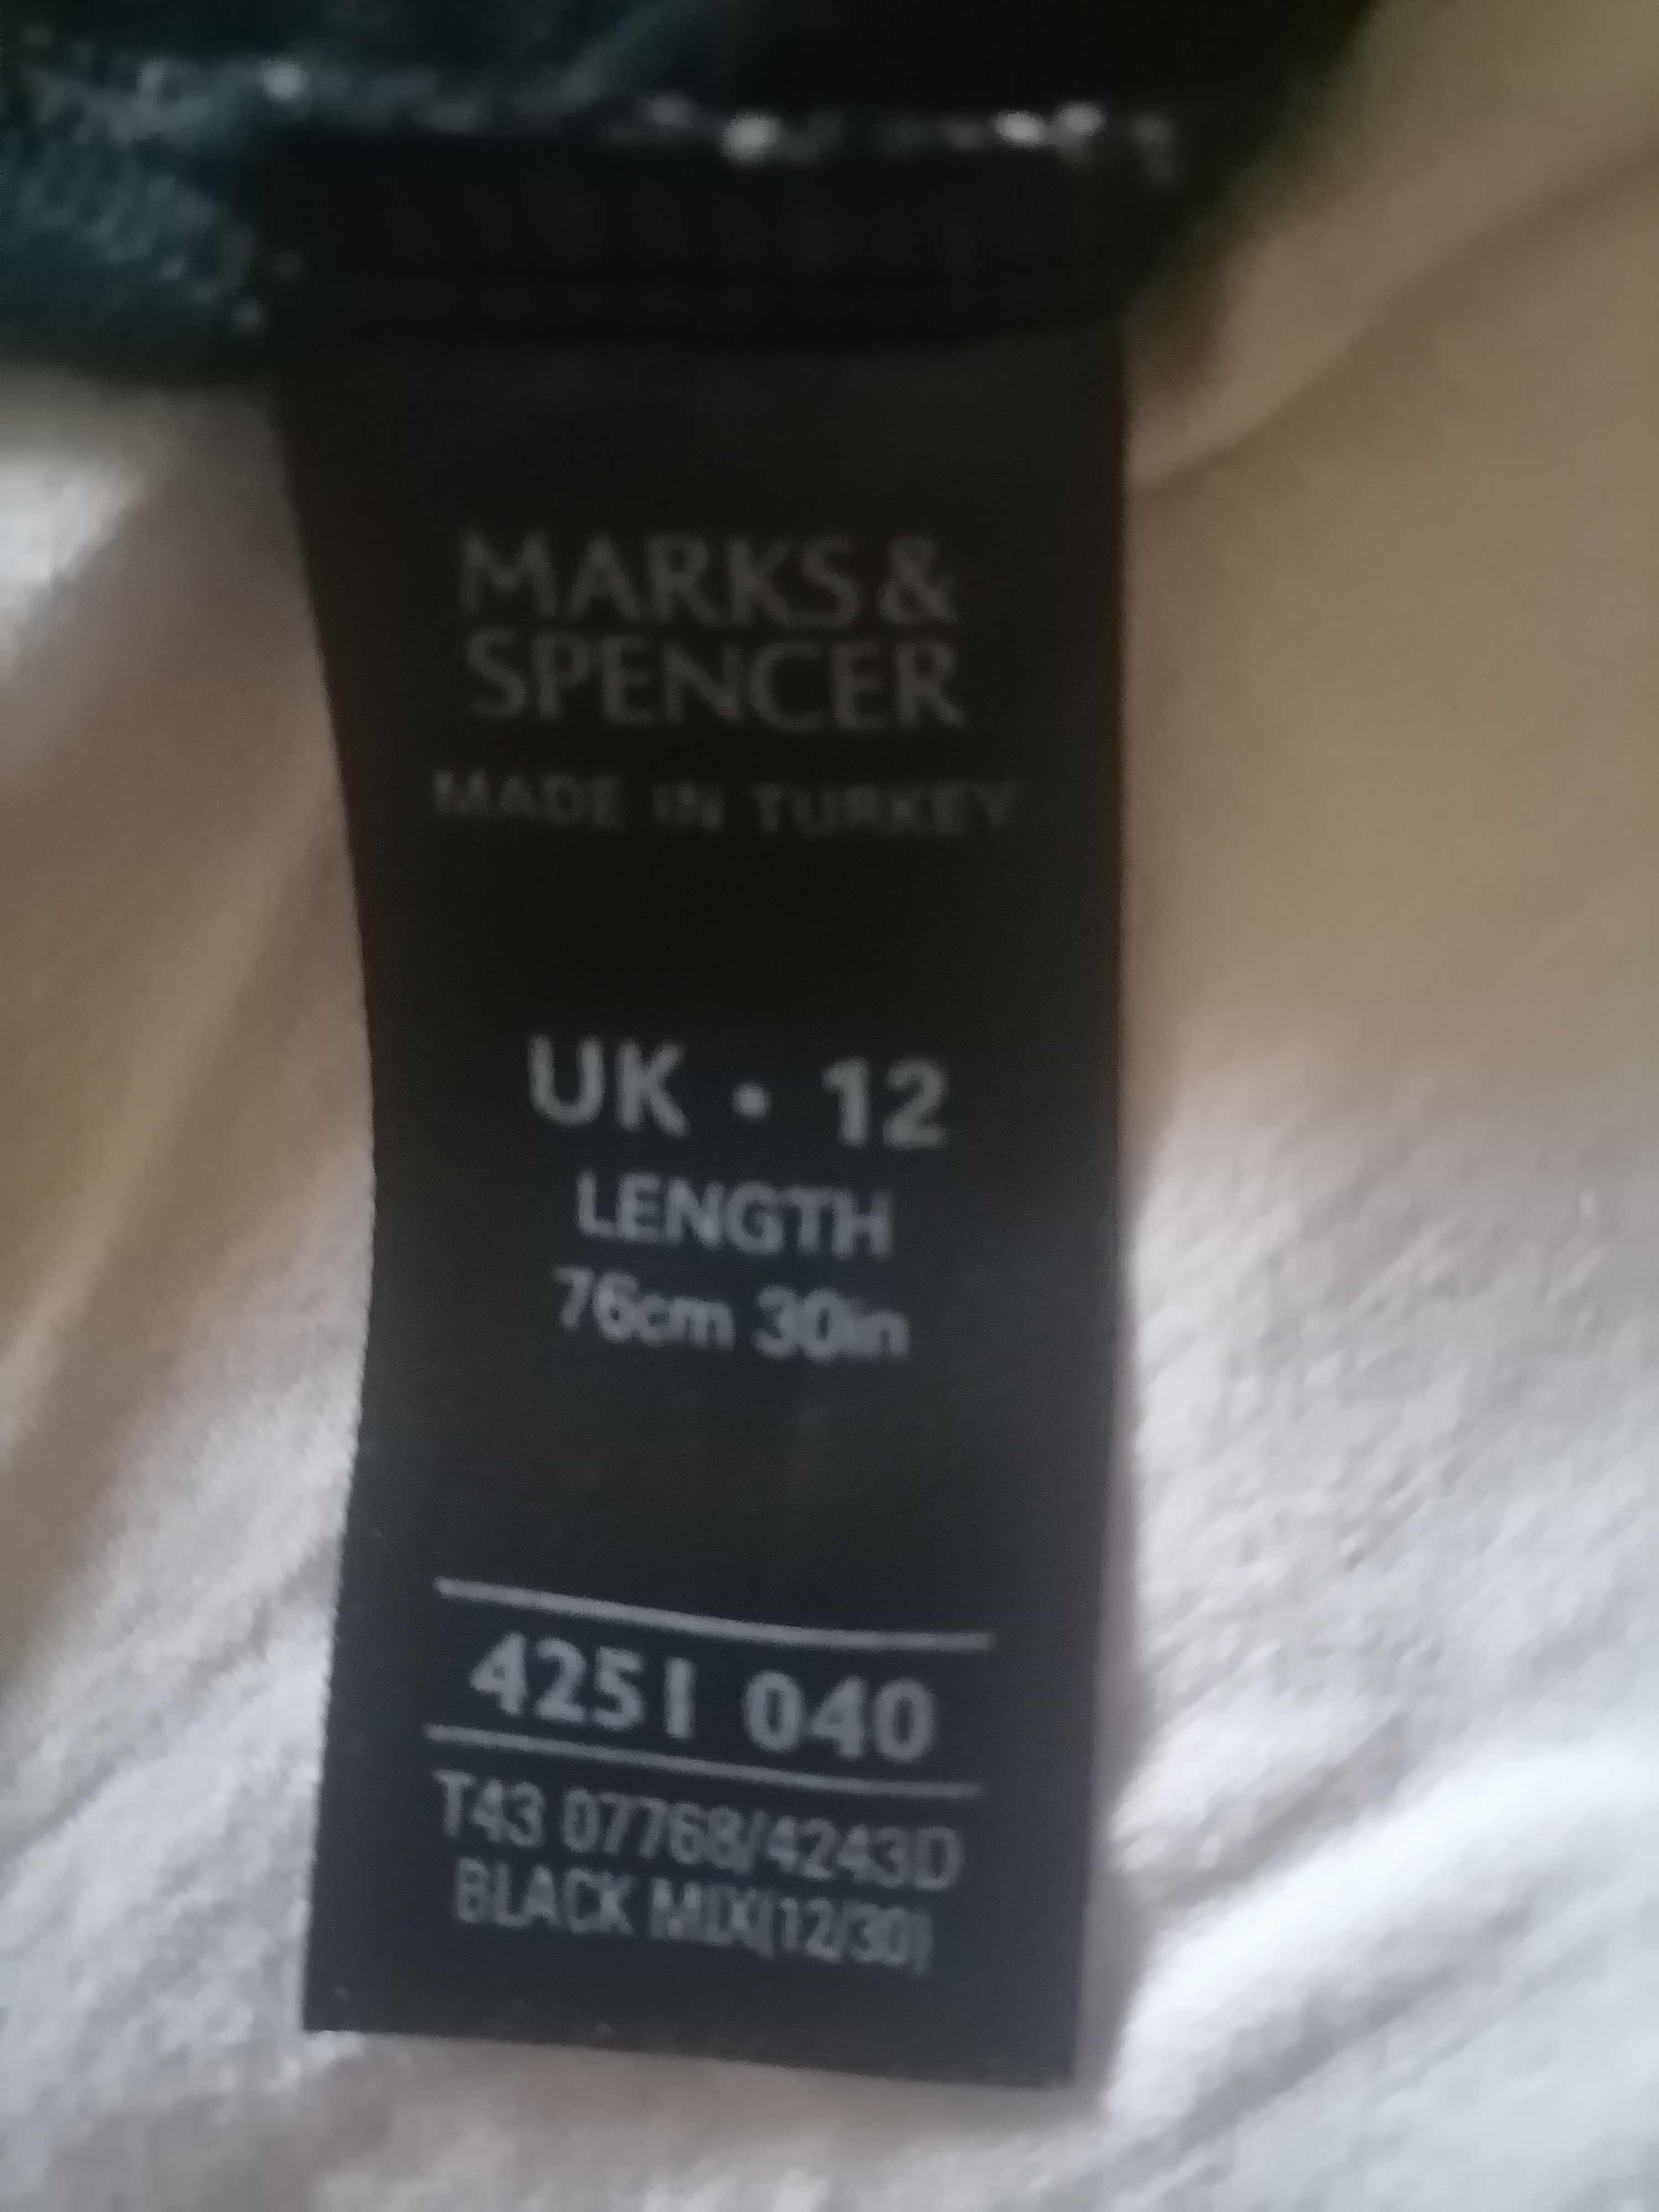 MARKS &
SPENCER
MADE IN TURKEY
UK • 12
LENGTH
76cm 30in
4251 040
T43 07768/4243D
BLACK MIX(12/30)